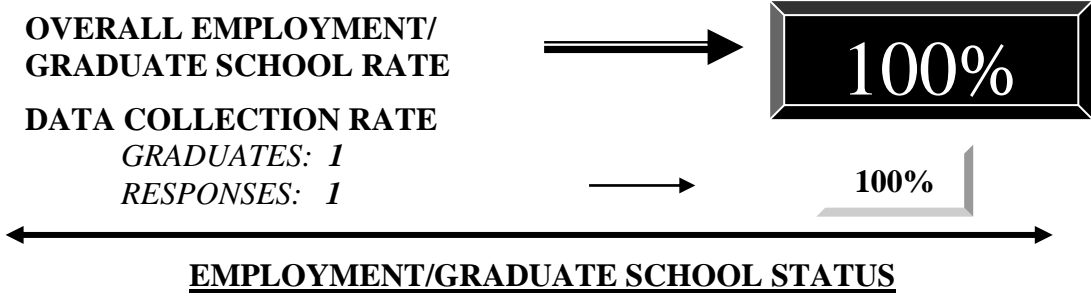 OVERALL EMPLOYMENT/
GRADUATE SCHOOL RATE
100%
DATA COLLECTION RATE
GRADUATES: 1
RESPONSES: 1
100%
EMPLOYMENT/GRADUATE SCHOOL STATUS